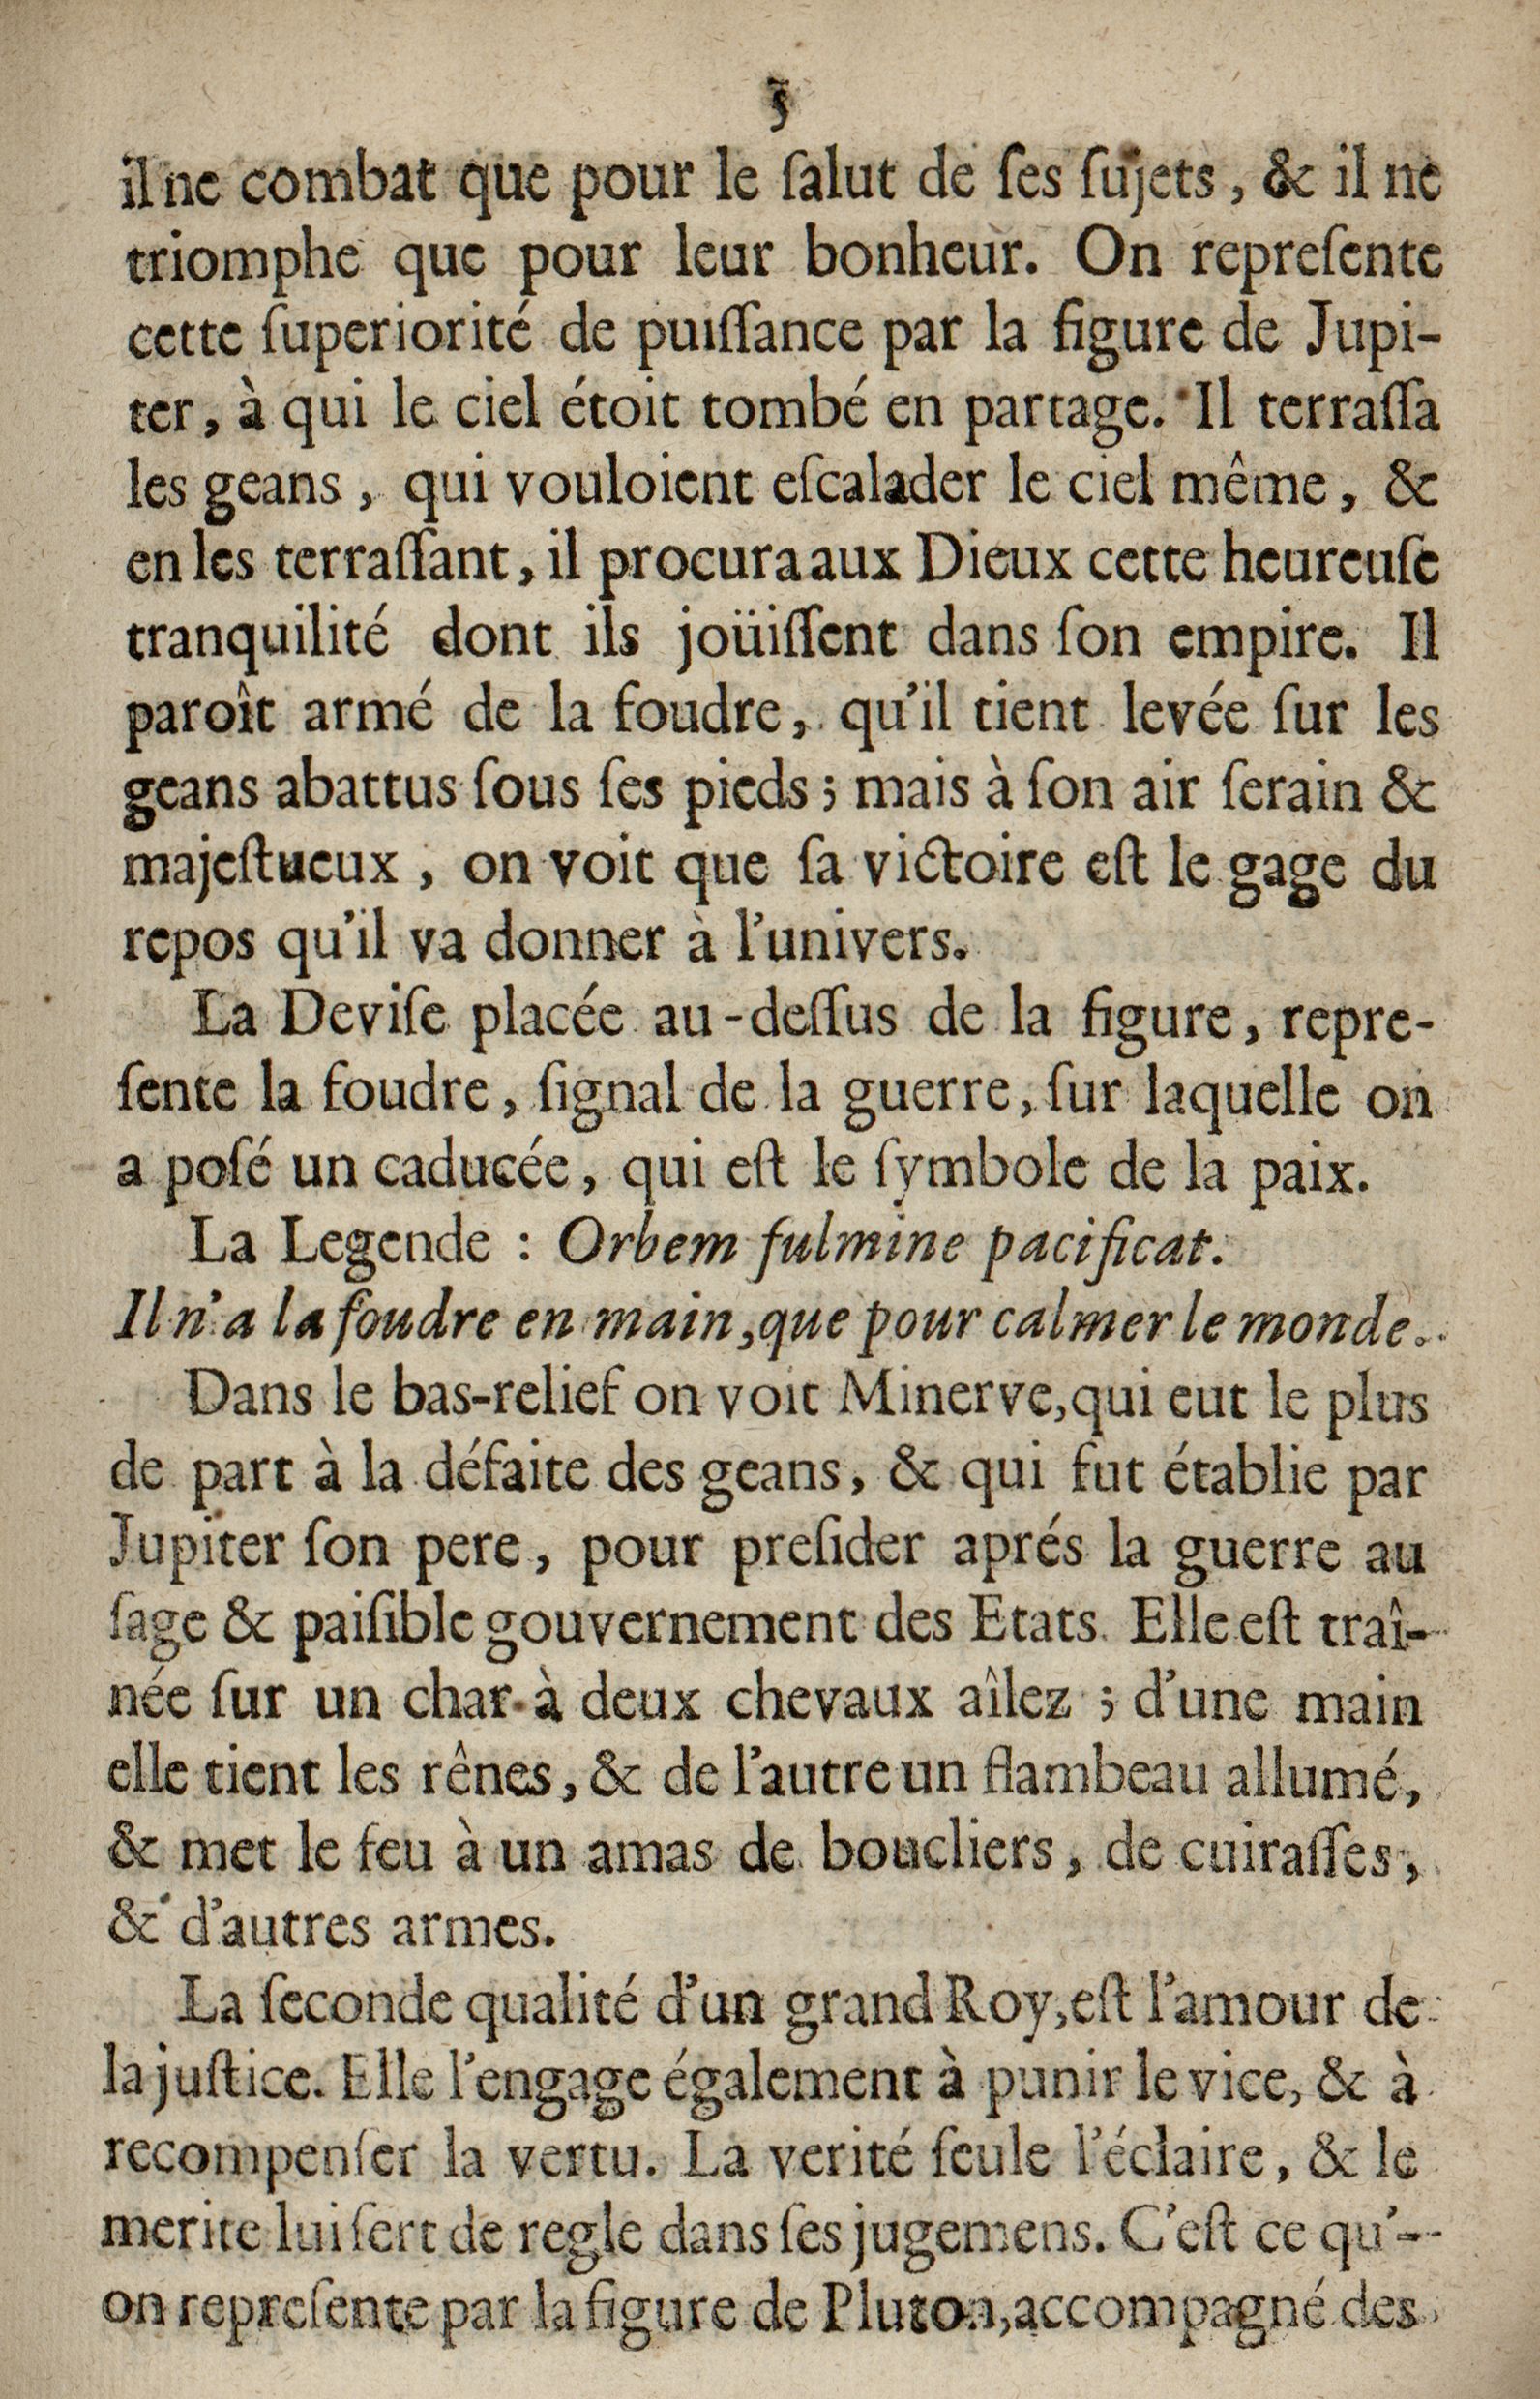 5
il ne combat que pour le ſalut de ſes ſujets, & il ne
triomphe que pour leur bonheur. On repreſente
cette ſuperiorité de puiſſance par la figure de Jupi-
ter, à qui le ciel étoit tombé en partage. Il terraſſa
les geans, qui vouloient eſcalader le ciel même, &
en les terraſſant, il procura aux Dieux cette heureuſe
tranquilité dont ils joüiſſent dans ſon empire. Il
paroît armé de la foudre, qu'il tient levée ſur les
geans abattus ſous ſes pieds ; mais à ſon air ſerain &
majeſtueux, on voit que ſa victoire eſt le gage du
repos qu'il va donner à l'univers.
La Deviſe placée au-deſſus de la figure, repre-
ſente la foudre, ſignal de la guerre, ſur laquelle on
a poſé un caducée, qui eſt le ſymbole de la paix.
La Legende : Orbem fulmine pacificat.
Il n'a la foudre en main, que pour calmer le monde.
Dans le bas-relief on voit Minerve, qui eut le plus
de part à la défaite des geans, & qui fut établie par
Jupiter ſon pere, pour preſider aprés la guerre au
ſage & paiſible gouvernement des Etats. Elle eſt traî-
née ſur un char à deux chevaux aîlez ; d'une main
elle tient les rênes, & de l'autre un flambeau allumé,
& met le feu à un amas de boucliers, de cuiraſſes,
& d'autres armes.
La ſeconde qualité d'un grand Roy, eſt l'amour de
la juſtice. Elle l'engage également à punir le vice, & à
recompenſer la vertu. La verité ſeule l'éclaire, & le
merite lui ſert de regle dans ſes jugemens. C'eſt ce qu'-
on repreſente par la figure de Pluton, accompagné des